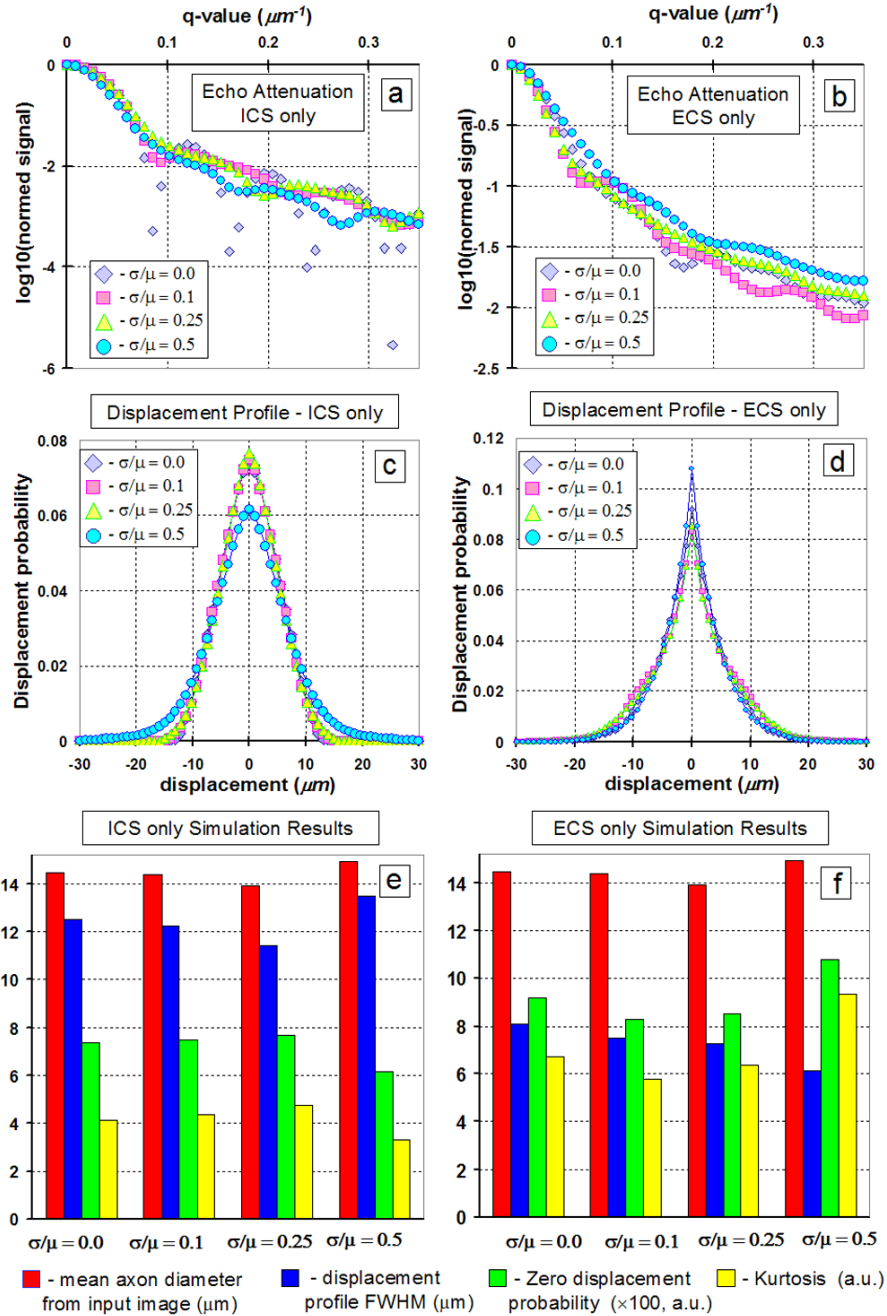 q-value (μm⁻¹)
0 0.1 0.2 0.3
0
-2
-4
-6
log10(normed signal)
Echo Attenuation
ICS only
a
- σ/μ = 0.0
- σ/μ = 0.1
- σ/μ = 0.25
- σ/μ = 0.5
q-value (μm⁻¹)
0 0.1 0.2 0.3
0
-0.5
-1
-1.5
-2
-2.5
log10(normed signal)
Echo Attenuation
ECS only
b
- σ/μ = 0.0
- σ/μ = 0.1
- σ/μ = 0.25
- σ/μ = 0.5
Displacement Profile - ICS only
0.08
0.06
0.04
0.02
0
Displacement probability
- σ/μ = 0.0
- σ/μ = 0.1
- σ/μ = 0.25
- σ/μ = 0.5
c
-30 -20 -10 0 10 20 30
displacement (μm)
Displacement Profile - ECS only
0.12
0.1
0.08
0.06
0.04
0.02
0
Displacement probability
- σ/μ = 0.0
- σ/μ = 0.1
- σ/μ = 0.25
- σ/μ = 0.5
d
-30 -20 -10 0 10 20 30
displacement (μm)
ICS only Simulation Results
14
12
10
8
6
4
2
0
e
σ/μ = 0.0 σ/μ = 0.1 σ/μ = 0.25 σ/μ = 0.5
ECS only Simulation Results
14
12
10
8
6
4
2
0
f
σ/μ = 0.0 σ/μ = 0.1 σ/μ = 0.25 σ/μ = 0.5
- mean axon diameter
from input image (μm)
- displacement
profile FWHM (μm)
- Zero displacement
probability (×100, a.u.)
- Kurtosis (a.u.)